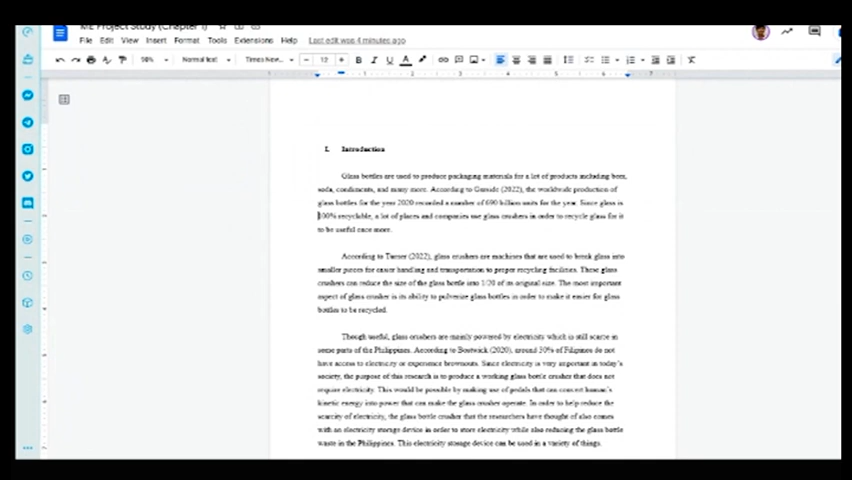 ME Project Study (Chapter I)
File Edit View Insert Format Tools Extensions Help Last edit was 4 minutes ago
98% Normal text Times New... 12 B I U A
1 2 3 4 5 6 7
I. Introduction
Glass bottles are used to produce packaging materials for a lot of products including beer,
soda, condiments, and many more. According to Garside (2022), the worldwide production of
glass bottles for the year 2020 recorded a number of 690 billion units for the year. Since glass is
100% recyclable, a lot of places and companies use glass crushers in order to recycle glass for it
to be useful once more.
According to Turner (2022), glass crushers are machines that are used to break glass into
smaller pieces for easier handling and transportation to proper recycling facilities. These glass
crushers can reduce the size of the glass bottle into 1/20 of its original size. The most important
aspect of glass crusher is its ability to pulverize glass bottles in order to make it easier for glass
bottles to be recycled.
Though useful, glass crushers are mainly powered by electricity which is still scarce in
some parts of the Philippines. According to Bostwick (2020), around 30% of Filipinos do not
have access to electricity or experience brownouts. Since electricity is very important in today's
society, the purpose of this research is to produce a working glass bottle crusher that does not
require electricity. This would be possible by making use of pedals that can convert human's
kinetic energy into power that can make the glass crusher operate. In order to help reduce the
scarcity of electricity, the glass bottle crusher that the researchers have thought of also comes
with an electricity storage device in order to store electricity while also reducing the glass bottle
waste in the Philippines. This electricity storage device can be used in a variety of things.